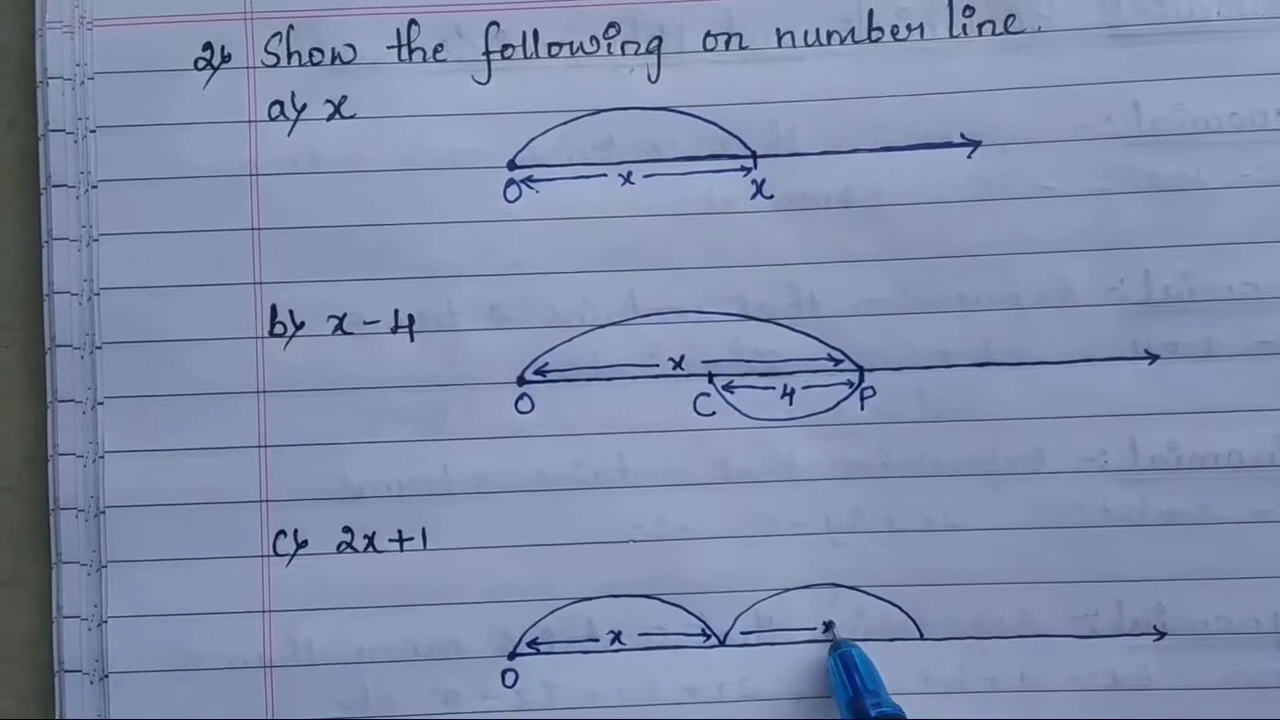 2) Show the following on number line.
a) x
x
O x
b) x - 4
x
4
O C P
c) 2x+1
x x
O